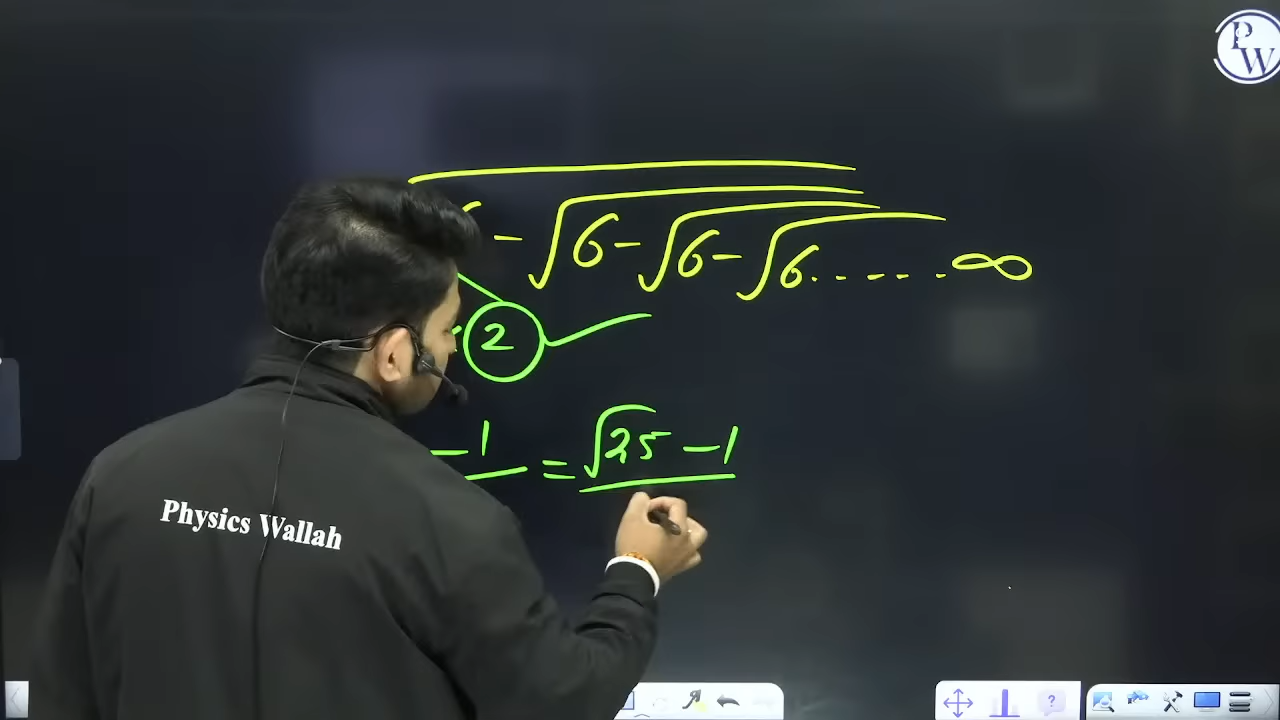 PW
- √6 - √6 - √6 . . . . . ∞
2
- 1 = √25 - 1
Physics Wallah
?